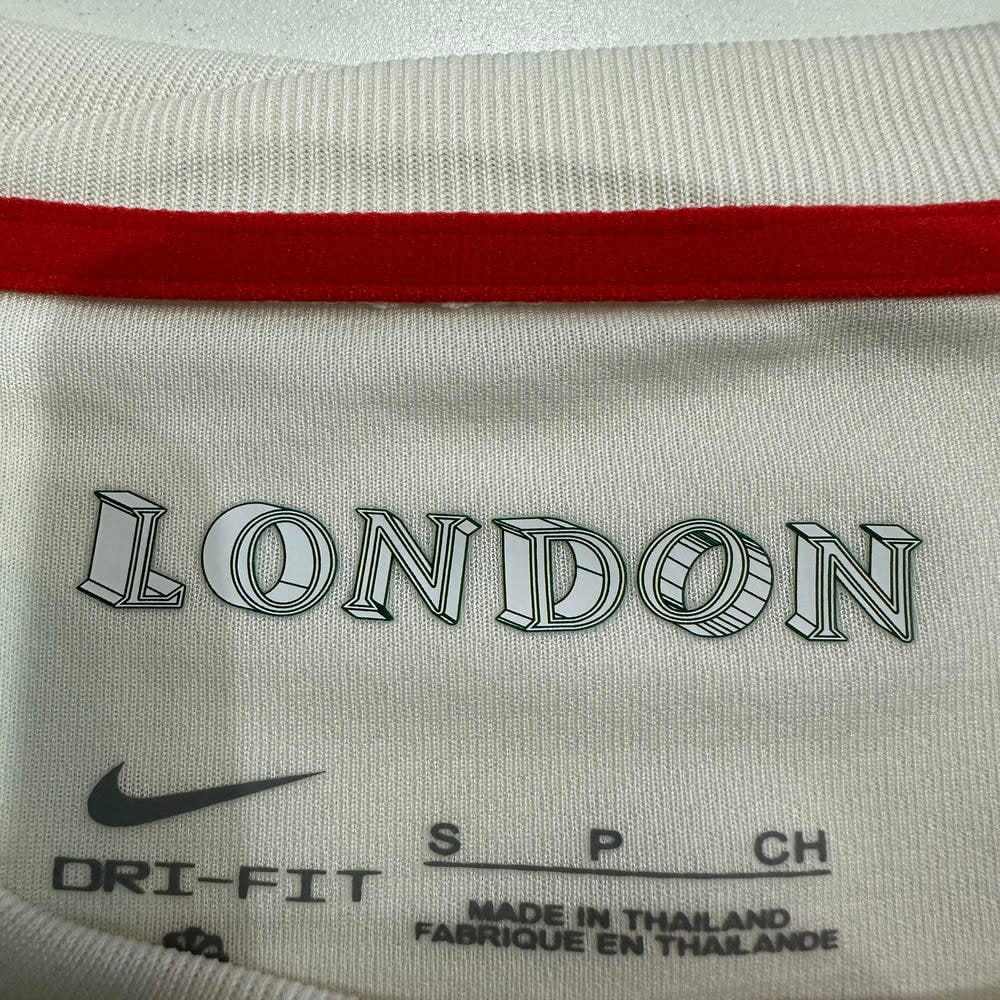 LONDON
DRI-FIT
S P CH
MADE IN THAILAND
FABRIQUE EN THAILANDE